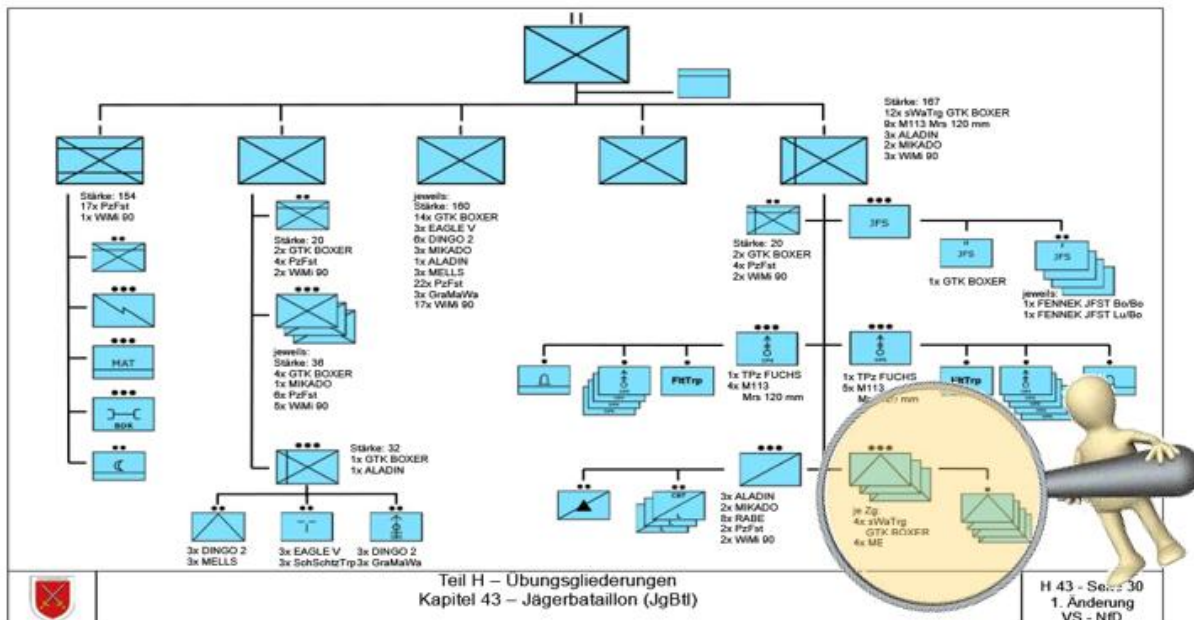 Stärke: 167
12x sWaTrg GTK BOXER
9x M113 Mrs 120 mm
3x ALADIN
2x MIKADO
3x WiMi 90
Stärke: 154
17x PzFst
1x WiMi 90
MAT
BDK
Stärke: 20
2x GTK BOXER
4x PzFst
2x WiMi 90
jeweils:
Stärke: 36
4x GTK BOXER
1x MIKADO
6x PzFst
5x WiMi 90
Stärke: 32
1x GTK BOXER
1x ALADIN
3x DINGO 2
3x MELLS
3x EAGLE V
3x SchSchtzTrp
3x DINGO 2
3x GraMaWa
jeweils:
Stärke: 160
14x GTK BOXER
3x EAGLE V
6x DINGO 2
3x MIKADO
1x ALADIN
3x MELLS
22x PzFst
3x GraMaWa
17x WiMi 90
Stärke: 20
2x GTK BOXER
4x PzFst
2x WiMi 90
JFS
JFS
1x GTK BOXER
JFS
jeweils:
1x FENNEK JFST Bo/Bo
1x FENNEK JFST Lu/Bo
FltTrp
1x TPz FUCHS
4x M113
Mrs 120 mm
1x TPz FUCHS
5x M113
mm
FltTrp
CBT
3x ALADIN
2x MIKADO
8x RABE
2x PzFst
2x WiMi 90
je Zg:
4x sWaTrg
GTK BOXER
4x ME
Teil H – Übungsgliederungen
Kapitel 43 – Jägerbataillon (JgBtl)
H 43 - Seite 30
1. Änderung
VS - NfD